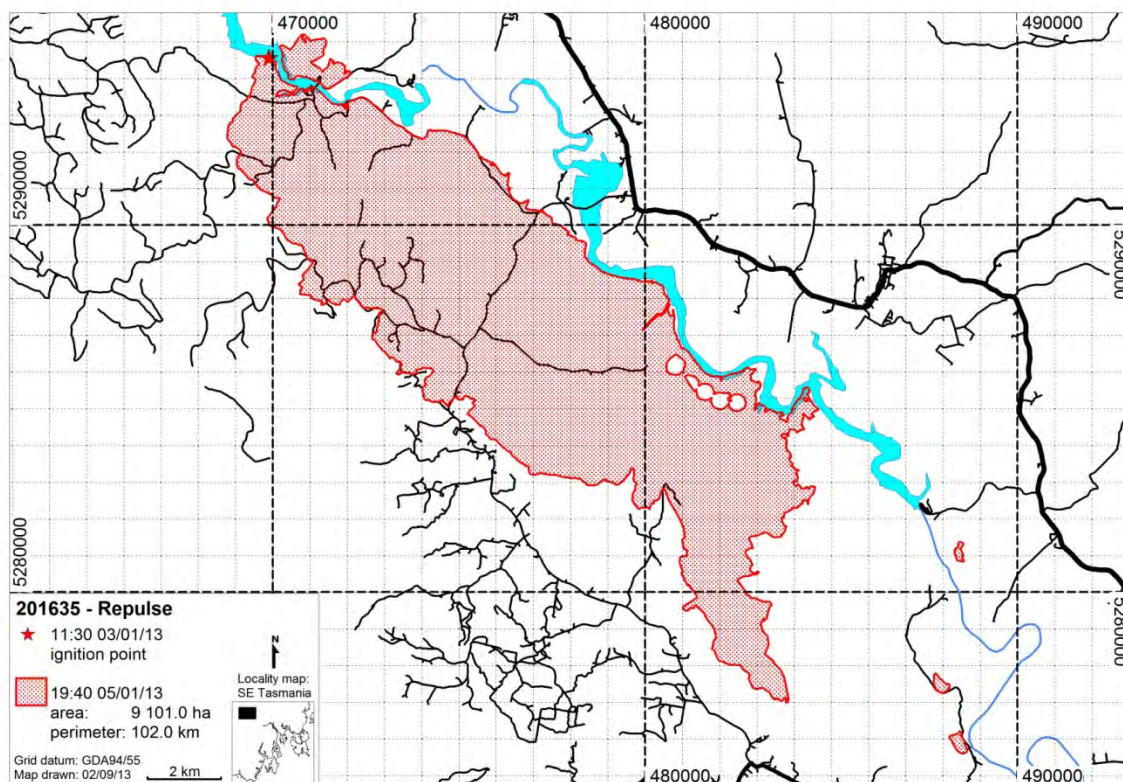 470000
480000
490000
5290000
5290000
5280000
5280000
201635 - Repulse
11:30 03/01/13
ignition point
19:40 05/01/13
area: 9 101.0 ha
perimeter: 102.0 km
Grid datum: GDA94/55
Map drawn: 02/09/13
2 km
N
Locality map:
SE Tasmania
480000
490000